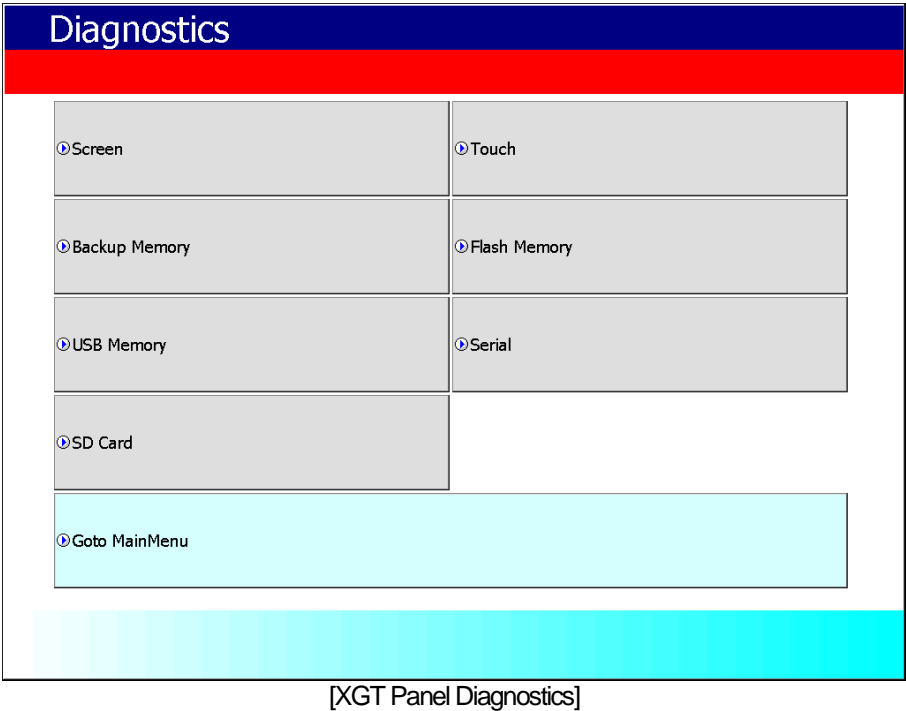 Diagnostics
Screen
Touch
Backup Memory
Flash Memory
USB Memory
Serial
SD Card
Goto MainMenu
[XGT Panel Diagnostics]